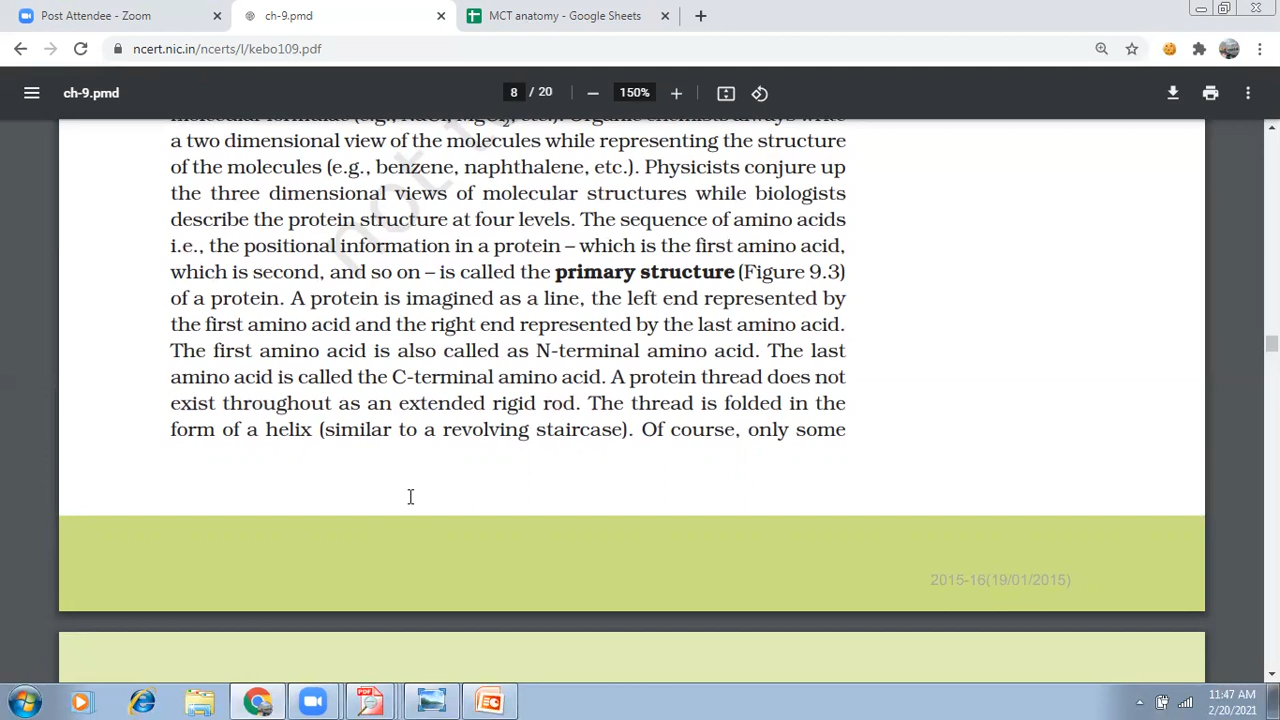 Post Attendee - Zoom
ch-9.pmd
MCT anatomy - Google Sheets
ncert.nic.in/ncerts/l/kebo109.pdf
ch-9.pmd
8 / 20
150%
a two dimensional view of the molecules while representing the structure
of the molecules (e.g., benzene, naphthalene, etc.). Physicists conjure up
the three dimensional views of molecular structures while biologists
describe the protein structure at four levels. The sequence of amino acids
i.e., the positional information in a protein – which is the first amino acid,
which is second, and so on – is called the primary structure (Figure 9.3)
of a protein. A protein is imagined as a line, the left end represented by
the first amino acid and the right end represented by the last amino acid.
The first amino acid is also called as N-terminal amino acid. The last
amino acid is called the C-terminal amino acid. A protein thread does not
exist throughout as an extended rigid rod. The thread is folded in the
form of a helix (similar to a revolving staircase). Of course, only some
not
2015-16(19/01/2015)
11:47 AM
2/20/2021